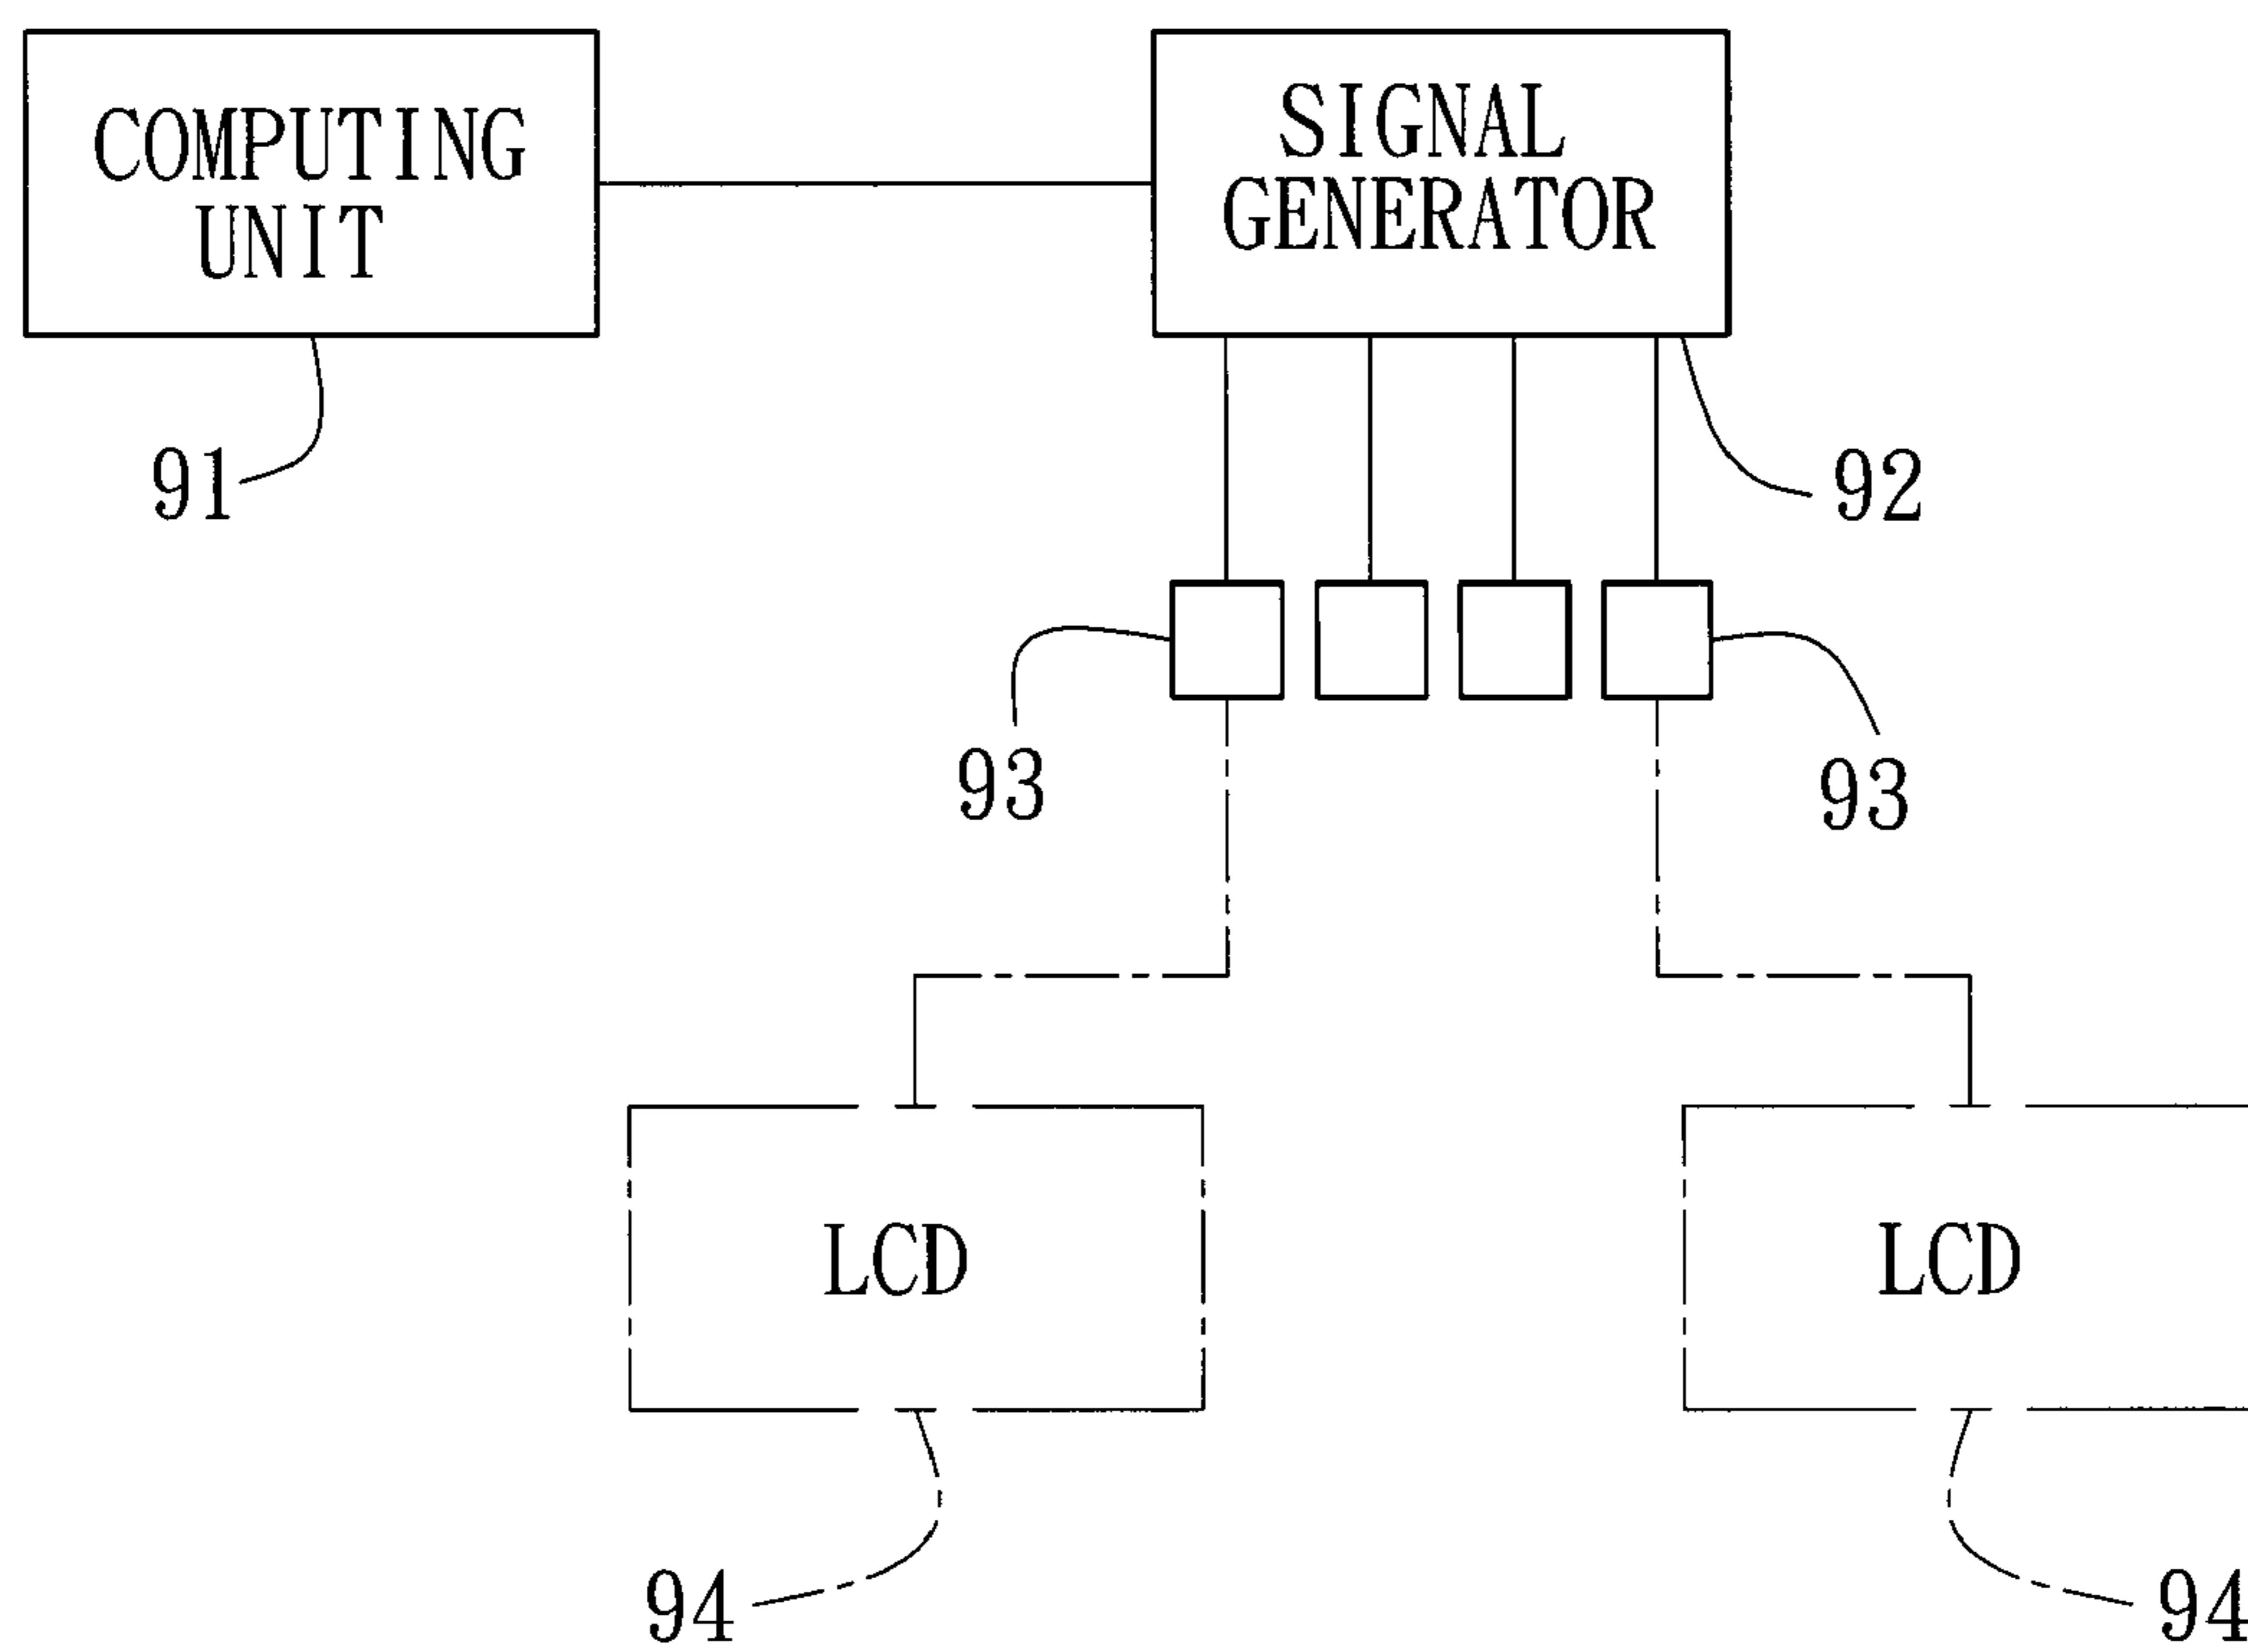 COMPUTING
UNIT
SIGNAL
GENERATOR
91
92
93
93
LCD
LCD
94
94